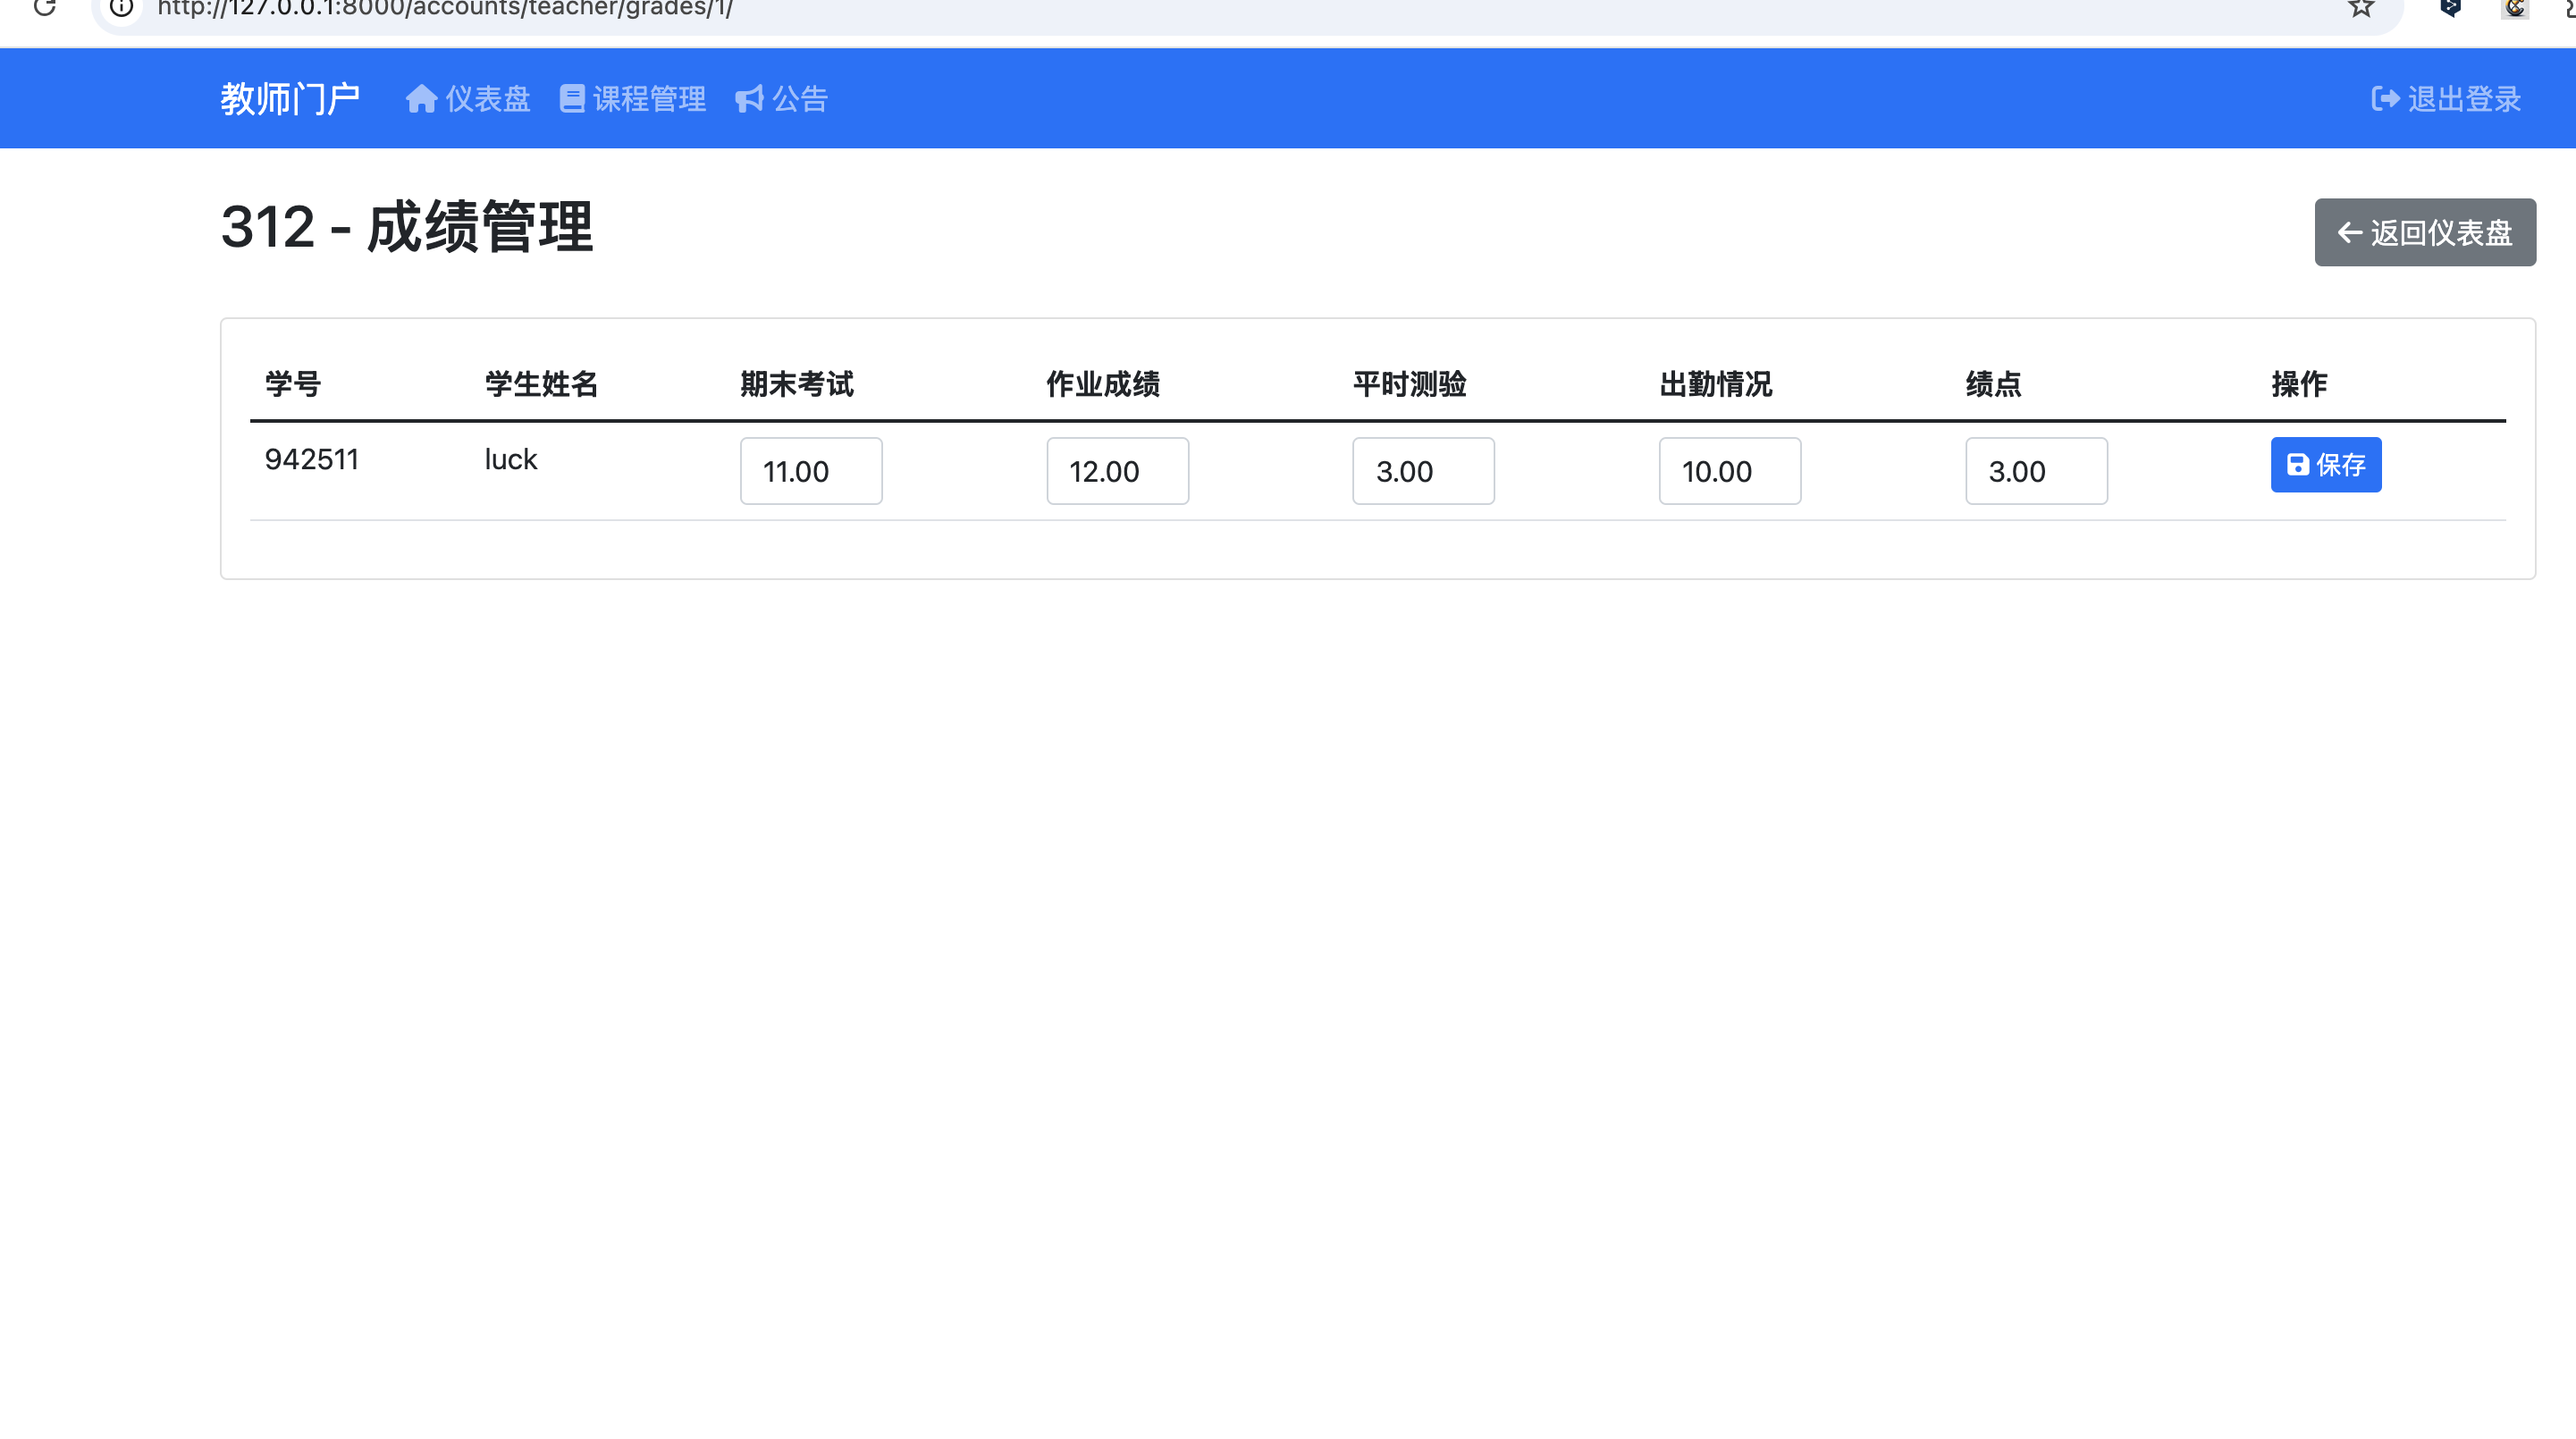 http://127.0.0.1:8000/accounts/teacher/grades/1/
教师门户 仪表盘 课程管理 公告 退出登录
312 - 成绩管理 返回仪表盘
学号 学生姓名 期末考试 作业成绩 平时测验 出勤情况 绩点 操作
942511 luck 11.00 12.00 3.00 10.00 3.00 保存